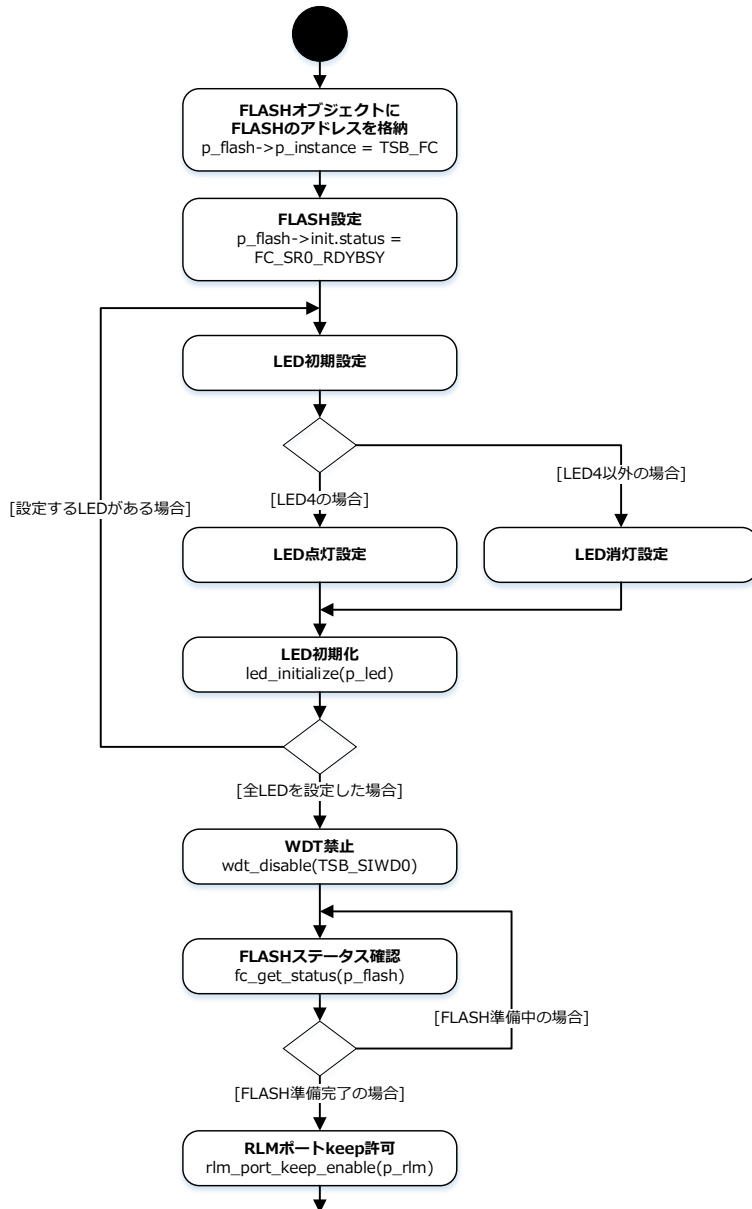 FLASHオブジェクトに
FLASHのアドレスを格納
p_flash->p_instance = TSB_FC
FLASH設定
p_flash->init.status =
FC_SR0_RDYBSY
LED初期設定
[LED4以外の場合]
[設定するLEDがある場合]
[LED4の場合]
LED点灯設定
LED消灯設定
LED初期化
led_initialize(p_led)
[全LEDを設定した場合]
WDT禁止
wdt_disable(TSB_SIWD0)
FLASHステータス確認
fc_get_status(p_flash)
[FLASH準備中の場合]
[FLASH準備完了の場合]
RLMポートkeep許可
rlm_port_keep_enable(p_rlm)